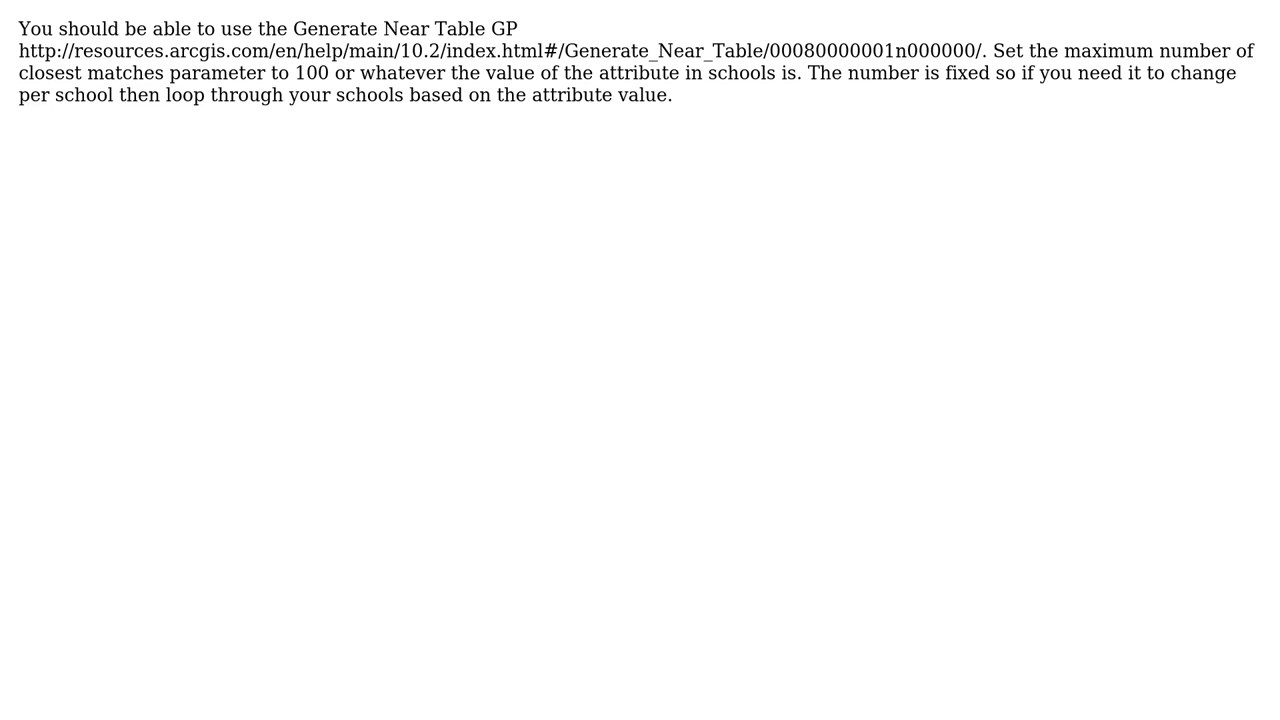 You should be able to use the Generate Near Table GP
http://resources.arcgis.com/en/help/main/10.2/index.html#/Generate_Near_Table/00080000001n000000/. Set the maximum number of
closest matches parameter to 100 or whatever the value of the attribute in schools is. The number is fixed so if you need it to change
per school then loop through your schools based on the attribute value.